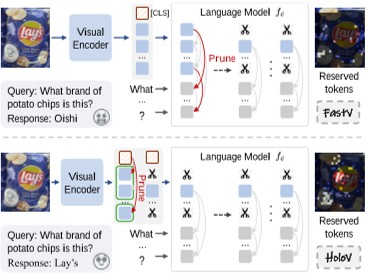 [CLS]
Language Model f_ϕ
Lay's
Visual
Encoder
Prune
...
Query: What brand of
potato chips is this?
Response: Oishi
What
...
?
Reserved
tokens
FastV
Language Model f_ϕ
Lay's
Visual
Encoder
Prune
...
Query: What brand of
potato chips is this?
Response: Lay's
What
...
?
Reserved
tokens
HoloV